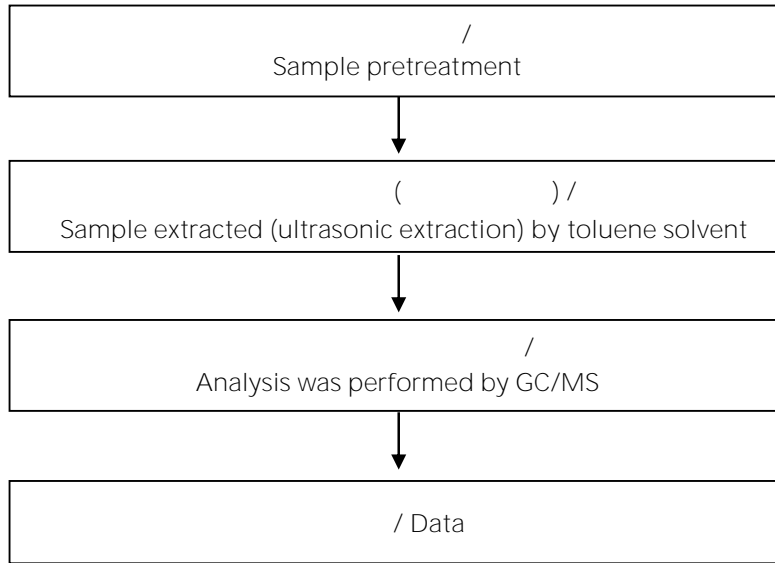 /
Sample pretreatment
( ) /
Sample extracted (ultrasonic extraction) by toluene solvent
/
Analysis was performed by GC/MS
/ Data